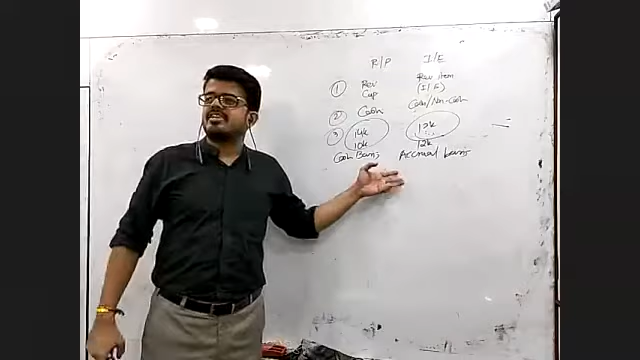 R/P I/E
① Rev Rev item
Cap (I/E)
② Cash Cash/Non-Cash
③ 14k 12k
10k 12k
Cash Basis Accrual basis